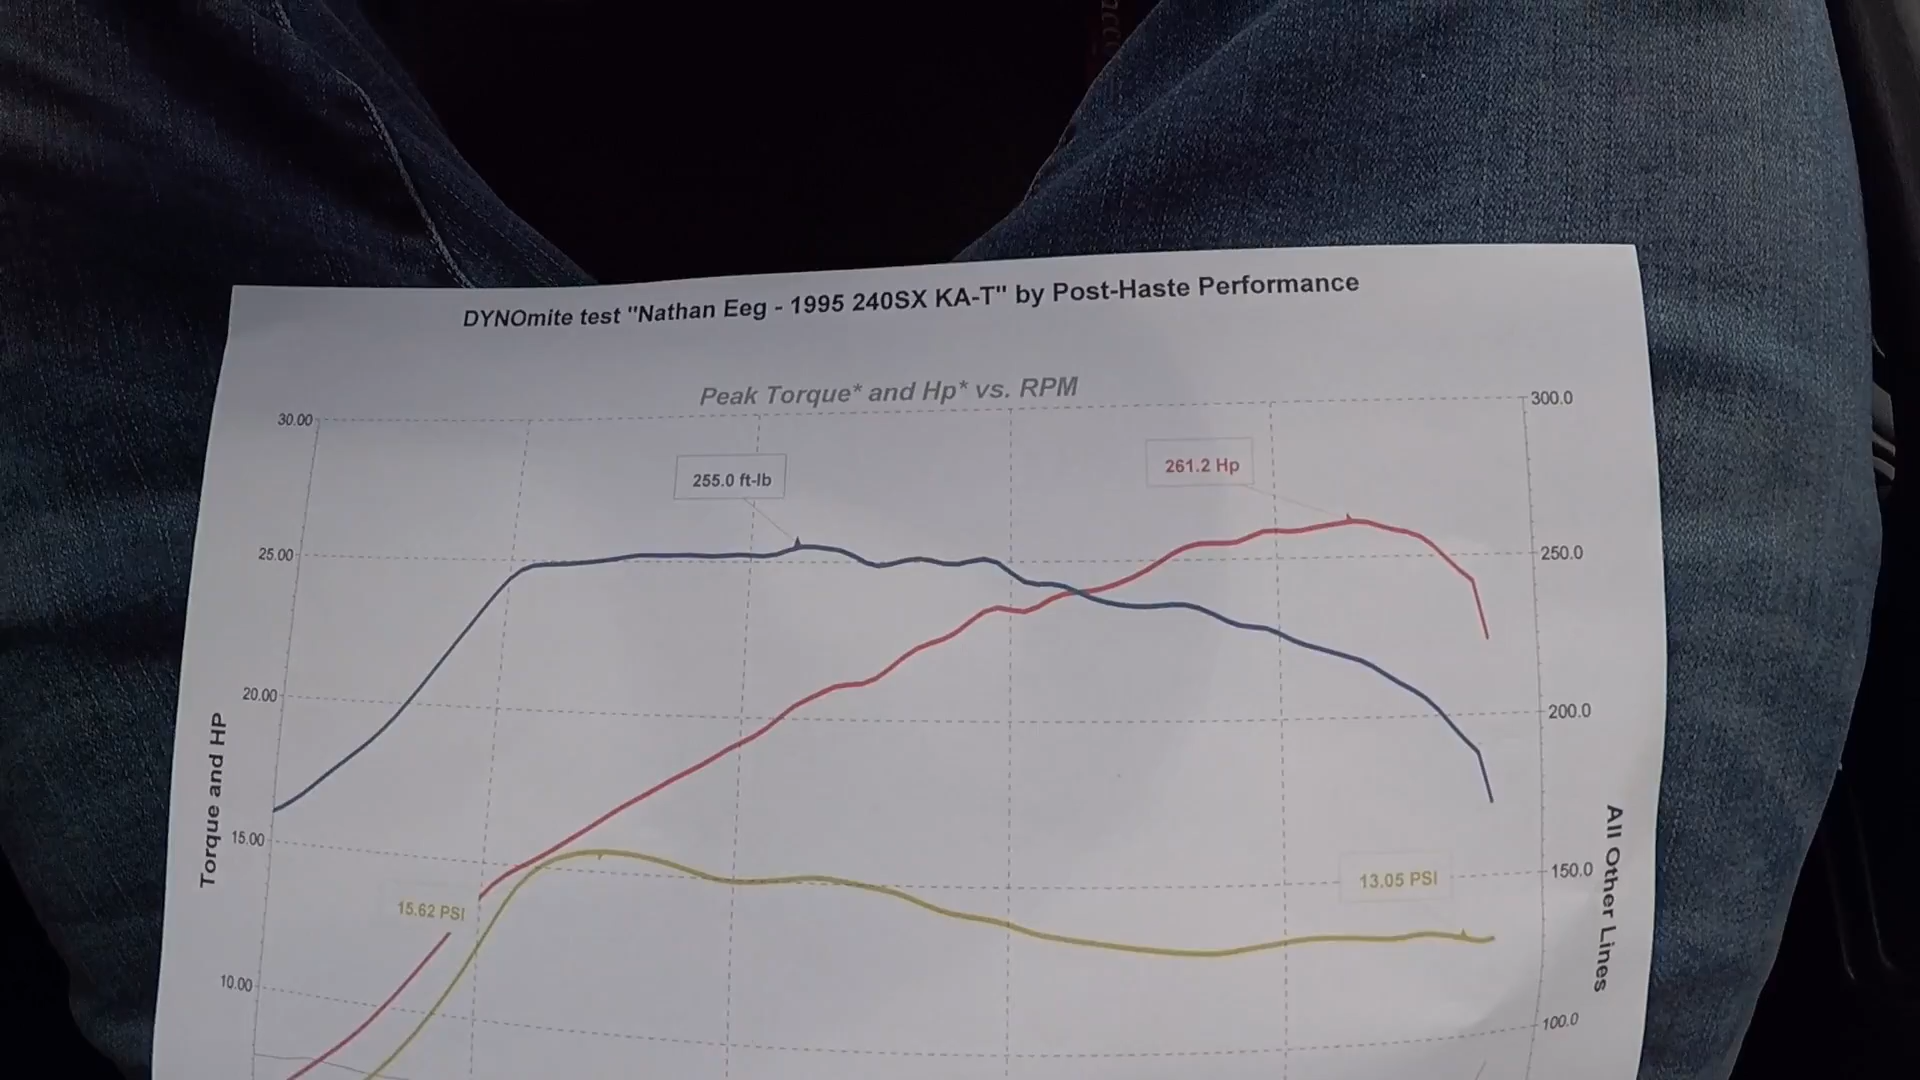 DYNOmite test "Nathan Eeg - 1995 240SX KA-T" by Post-Haste Performance
Peak Torque* and Hp* vs. RPM
30.00
300.0
255.0 ft-lb
261.2 Hp
25.00
250.0
20.00
200.0
Torque and HP
15.00
150.0
13.05 PSI
15.62 PSI
All Other Lines
10.00
100.0